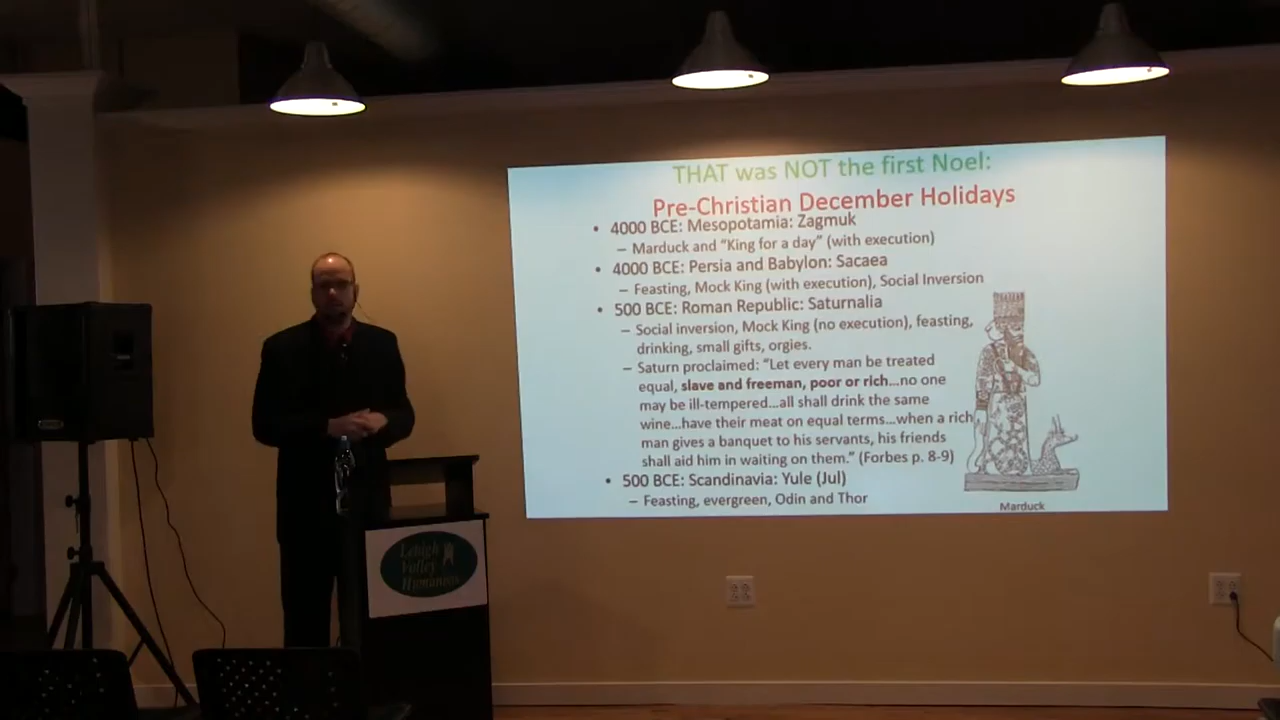 THAT was NOT the first Noel:
Pre-Christian December Holidays
• 4000 BCE: Mesopotamia: Zagmuk
– Marduck and “King for a day” (with execution)
• 4000 BCE: Persia and Babylon: Sacaea
– Feasting, Mock King (with execution), Social Inversion
• 500 BCE: Roman Republic: Saturnalia
– Social inversion, Mock King (no execution), feasting,
drinking, small gifts, orgies.
– Saturn proclaimed: “Let every man be treated
equal, slave and freeman, poor or rich...no one
may be ill-tempered...all shall drink the same
wine...have their meat on equal terms...when a rich
man gives a banquet to his servants, his friends
shall aid him in waiting on them.” (Forbes p. 8-9)
• 500 BCE: Scandinavia: Yule (Jul)
– Feasting, evergreen, Odin and Thor
Marduck
Lehigh
Valley
Humanists